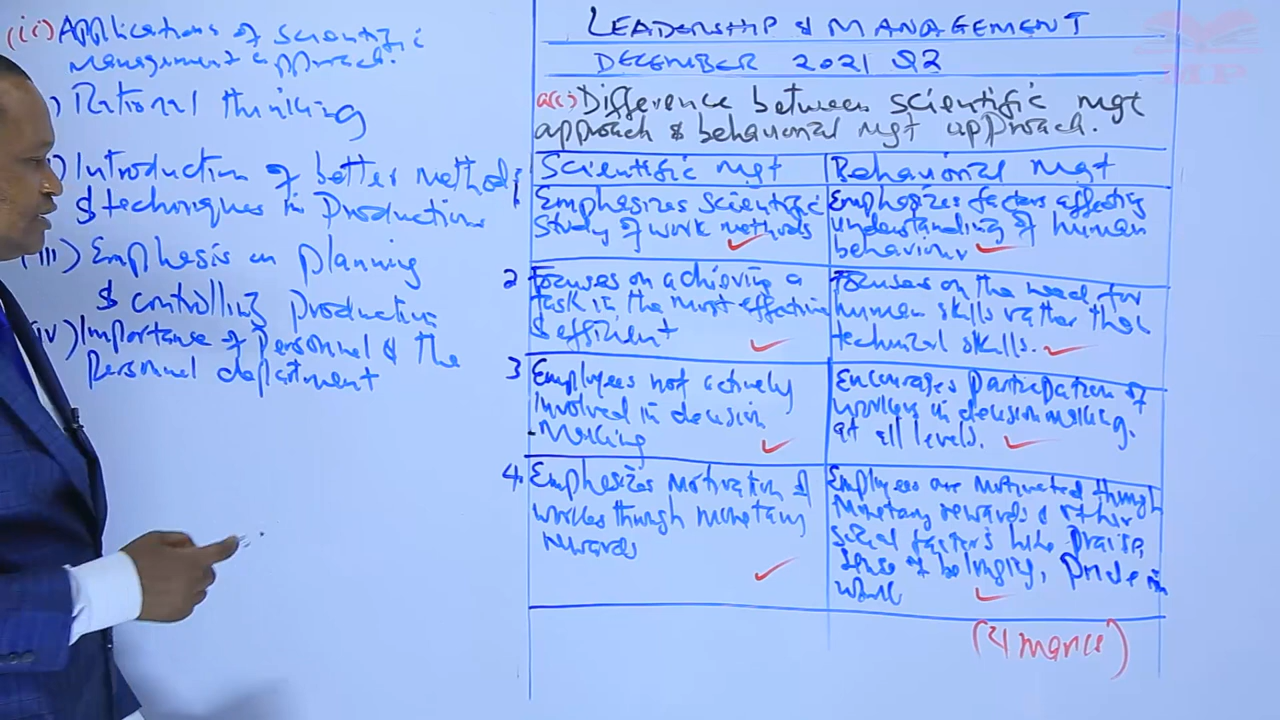 (ii) Applications of scientific
management approach.
) Rational thinking
i) Introduction of better methods
& techniques in Production
(iii) Emphasis on planning
& controlling production
iv) Importance of personnel & the
personnel department
LEADERSHIP & MANAGEMENT
DECEMBER 2021 Q2
a(i) Difference between scientific mgt
approach & behavioral mgt approach.
Scientific mgt
Behavioral mgt
1
Emphasizes scientific
study of work methods
Emphasizes factors affecting
understanding of human
behaviour
2
Focuses on achieving a
task in the most effective
& efficient
Focuses on the need for
human skills rather than
technical skills.
3
Employees not actively
involved in decision
-making
Encourages participation of
workers in decision making
at all levels.
4.
Emphasizes motivation of
workers through monetary
rewards
Employees are motivated through
monetary rewards & other
social factors like praise,
sense of belonging, pride in
work
(4 marks)
MP